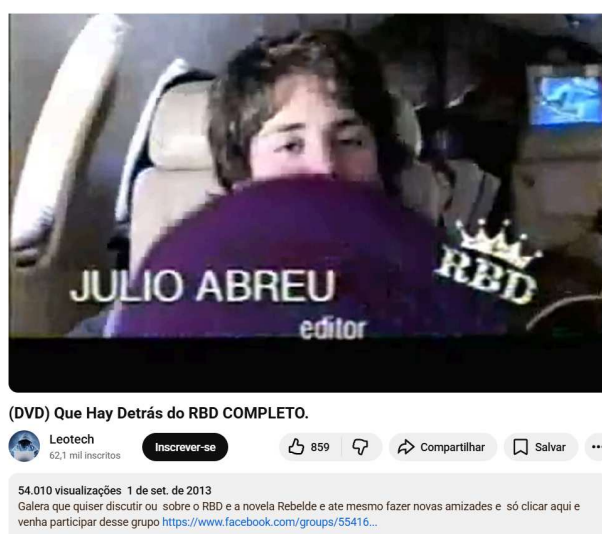 JULIO ABREU
editor
RBD
(DVD) Que Hay Detrás do RBD COMPLETO.
Leotech
62,1 mil inscritos
Inscrever-se
859
Compartilhar
Salvar
54.010 visualizações 1 de set. de 2013
Galera que quiser discutir ou sobre o RBD e a novela Rebelde e ate mesmo fazer novas amizades e só clicar aqui e
venha participar desse grupo https://www.facebook.com/groups/55416...